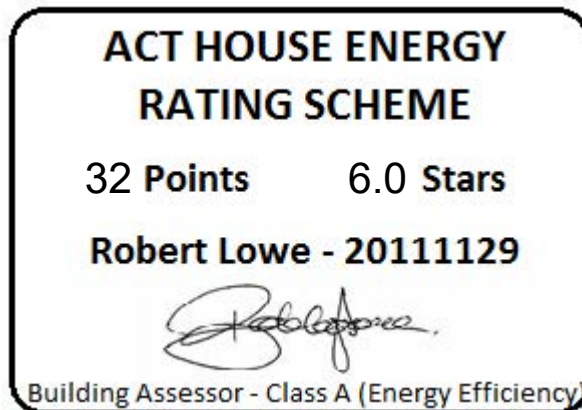 ACT HOUSE ENERGY
RATING SCHEME
32 Points 6.0 Stars
Robert Lowe - 20111129
Building Assessor - Class A (Energy Efficiency)